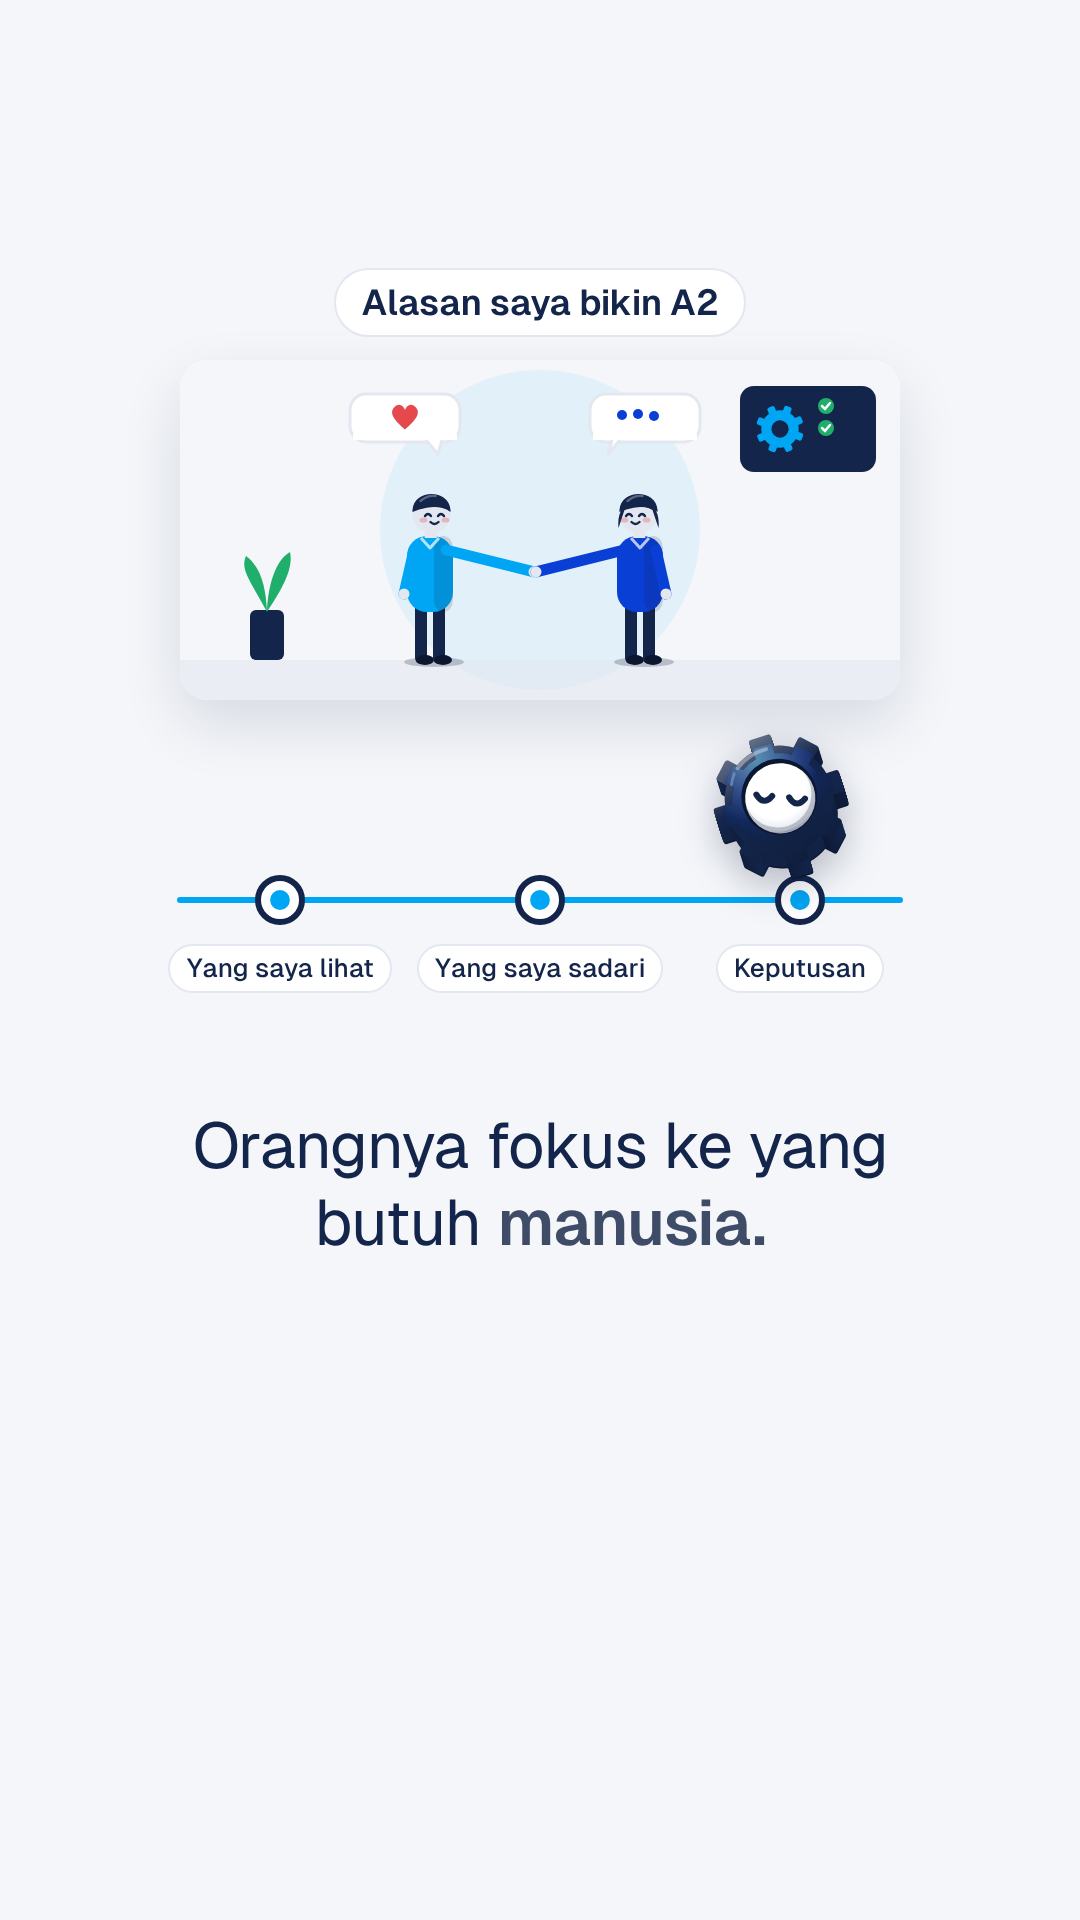 Alasan saya bikin A2
Yang saya lihat
Yang saya sadari
Keputusan
Orangnya fokus ke yang
butuh manusia.